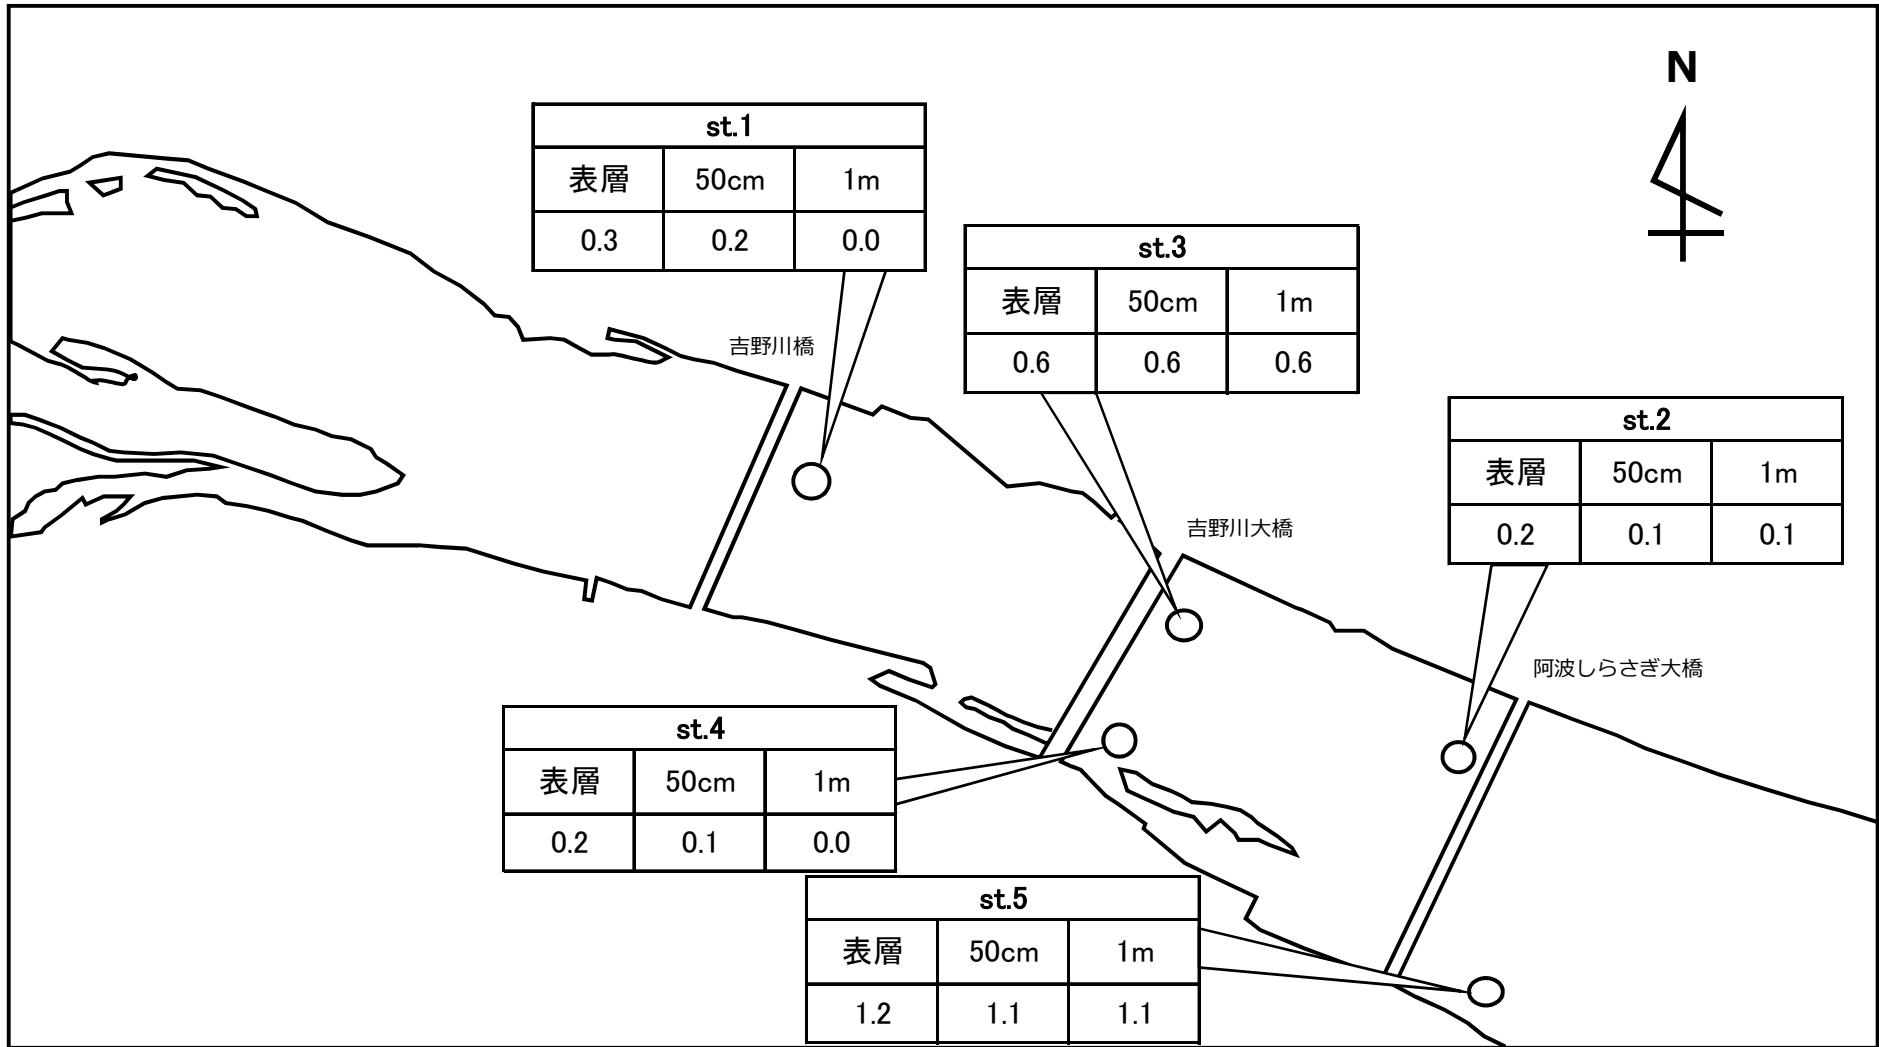 N
st.1
表層 50cm 1m
0.3 0.2 0.0
st.3
表層 50cm 1m
0.6 0.6 0.6
吉野川橋
st.2
表層 50cm 1m
0.2 0.1 0.1
吉野川大橋
阿波しらさぎ大橋
st.4
表層 50cm 1m
0.2 0.1 0.0
st.5
表層 50cm 1m
1.2 1.1 1.1